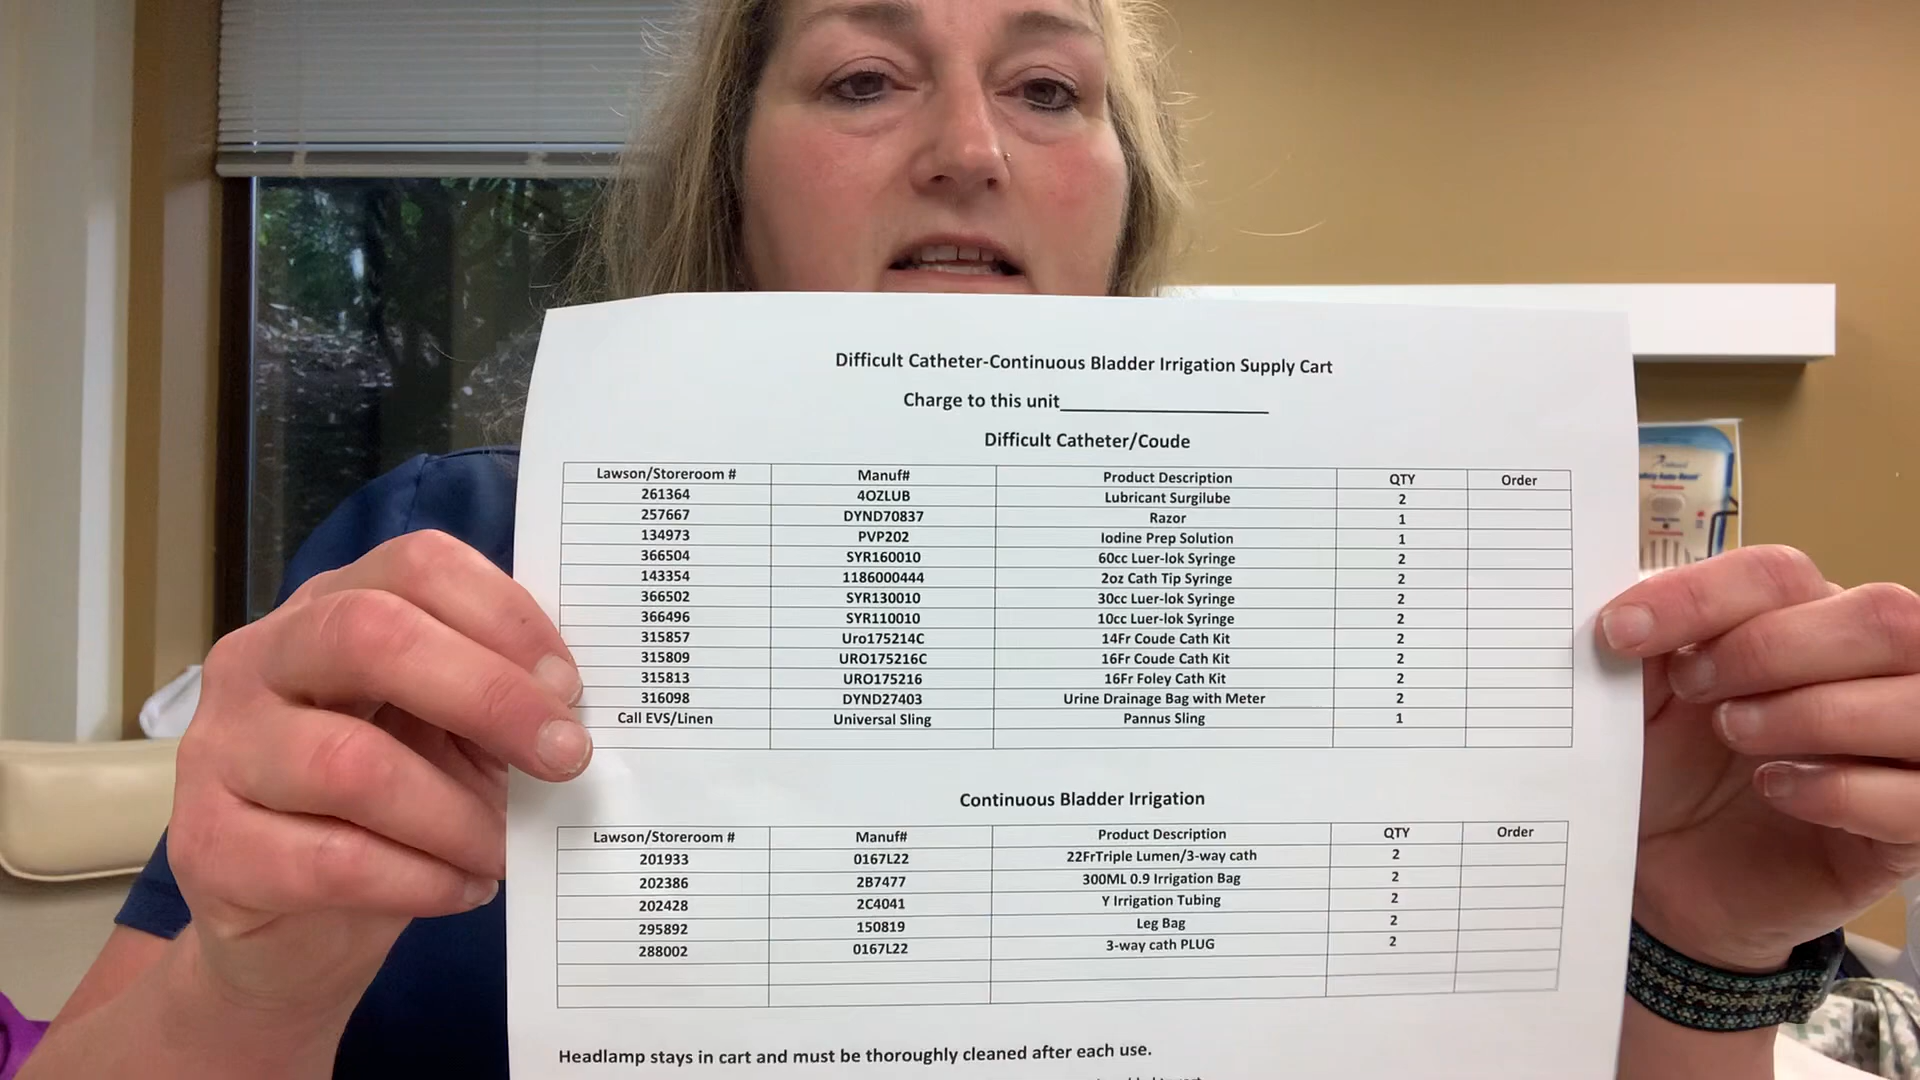 Difficult Catheter-Continuous Bladder Irrigation Supply Cart
Charge to this unit___________________
Difficult Catheter/Coude
Lawson/Storeroom # Manuf# Product Description QTY Order
261364 4OZLUB Lubricant Surgilube 2
257667 DYND70837 Razor 1
134973 PVP202 Iodine Prep Solution 1
366504 SYR160010 60cc Luer-lok Syringe 2
143354 1186000444 2oz Cath Tip Syringe 2
366502 SYR130010 30cc Luer-lok Syringe 2
366496 SYR110010 10cc Luer-lok Syringe 2
315857 Uro175214C 14Fr Coude Cath Kit 2
315809 URO175216C 16Fr Coude Cath Kit 2
315813 URO175216 16Fr Foley Cath Kit 2
316098 DYND27403 Urine Drainage Bag with Meter 2
Call EVS/Linen Universal Sling Pannus Sling 1
Continuous Bladder Irrigation
Lawson/Storeroom # Manuf# Product Description QTY Order
201933 0167L22 22FrTriple Lumen/3-way cath 2
202386 2B7477 300ML 0.9 Irrigation Bag 2
202428 2C4041 Y Irrigation Tubing 2
295892 150819 Leg Bag 2
288002 0167L22 3-way cath PLUG 2
Headlamp stays in cart and must be thoroughly cleaned after each use.